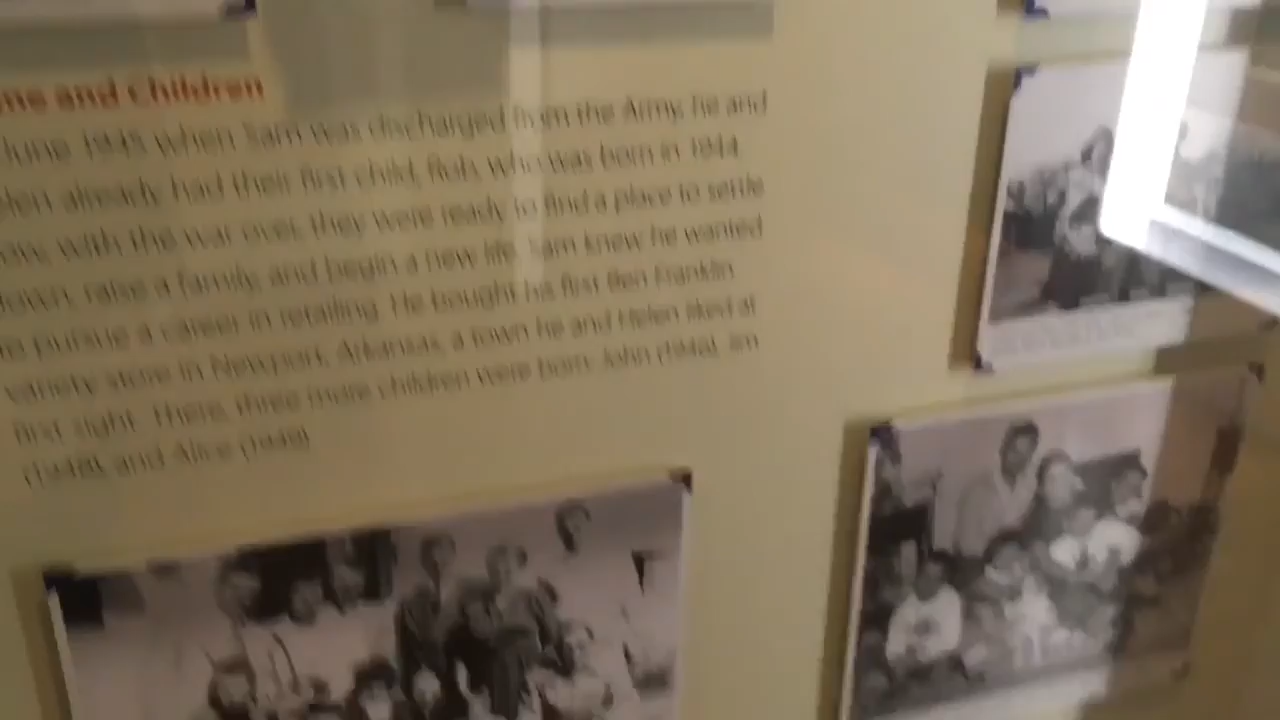 and Children
June 1945 when Sam was discharged from the Army, he and
already had their first child, Rob, who was born in 1944.
with the war over, they were ready to find a place to settle
down, raise a family, and begin a new life. Sam knew he wanted
to pursue a career in retailing. He bought his first Ben Franklin
variety store in Newport, Arkansas, a town he and Helen liked at
first sight. There, three more children were born: John (1946), Jim
(1948), and Alice (1949).